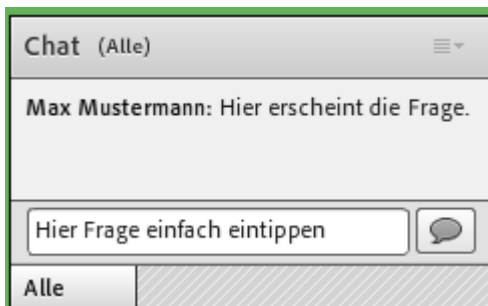 Chat (Alle)
Max Mustermann: Hier erscheint die Frage.
Hier Frage einfach eintippen
Alle